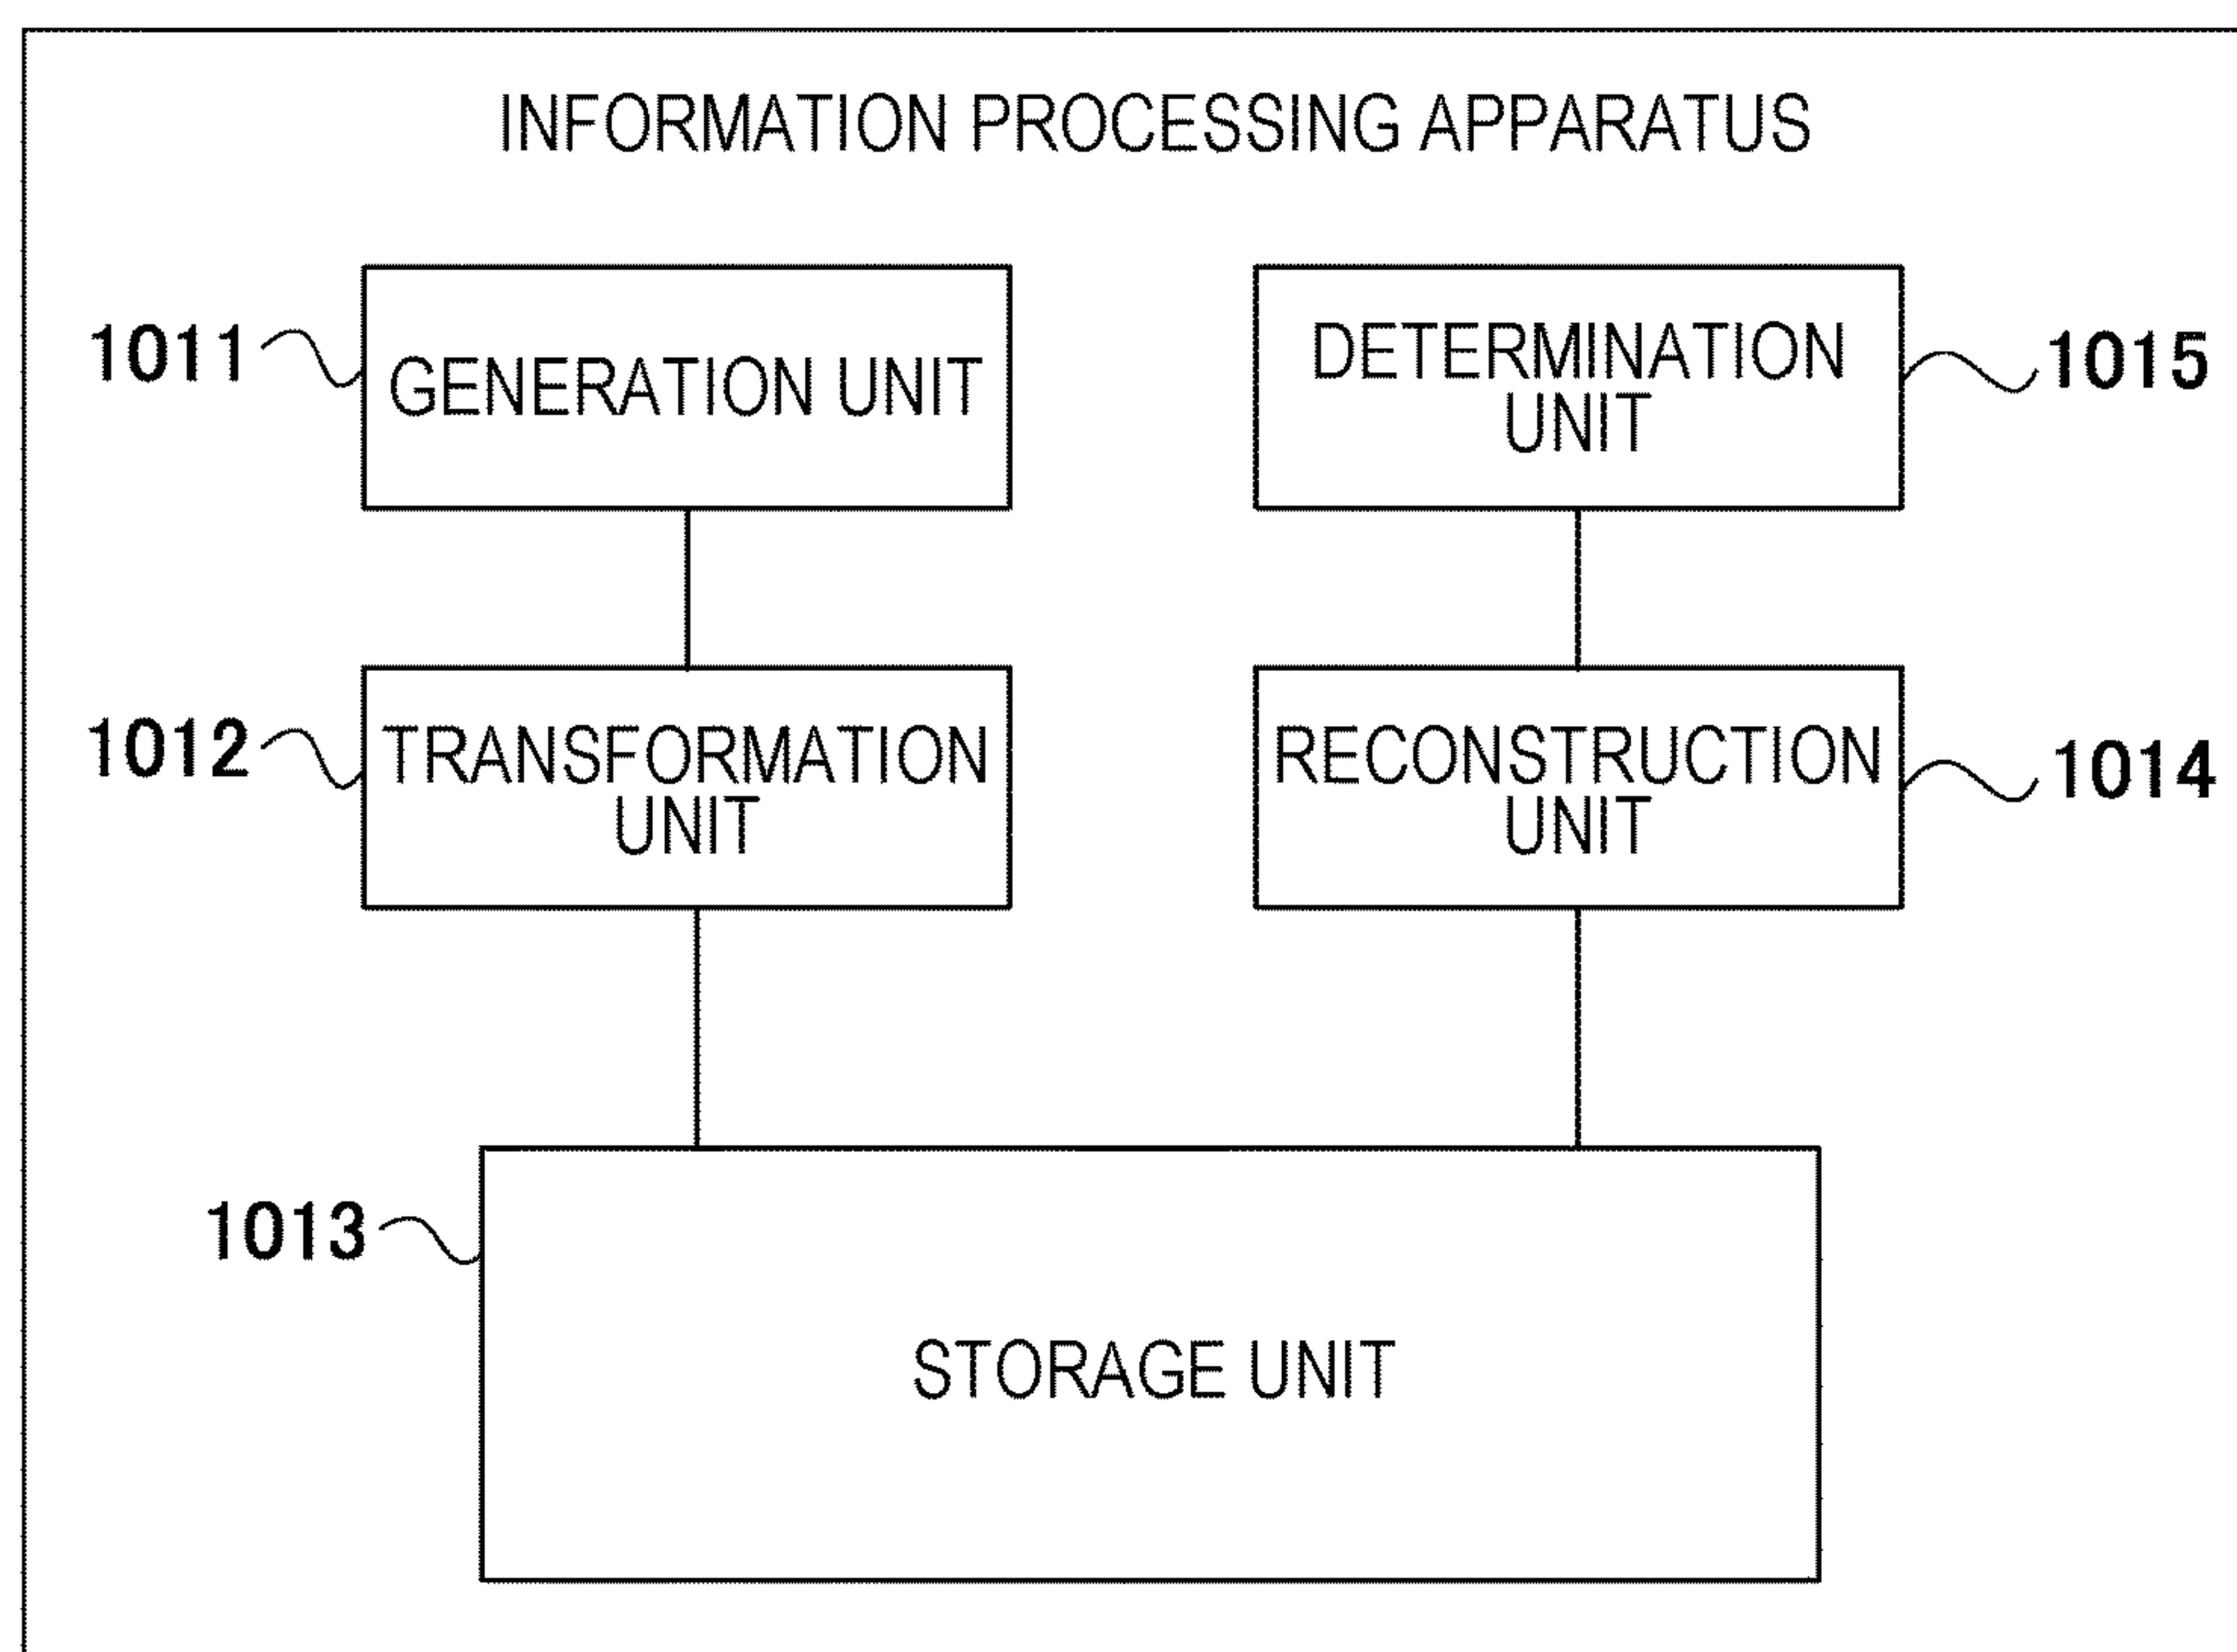 INFORMATION PROCESSING APPARATUS
1011
GENERATION UNIT
DETERMINATION
UNIT
1015
1012
TRANSFORMATION
UNIT
RECONSTRUCTION
UNIT
1014
1013
STORAGE UNIT